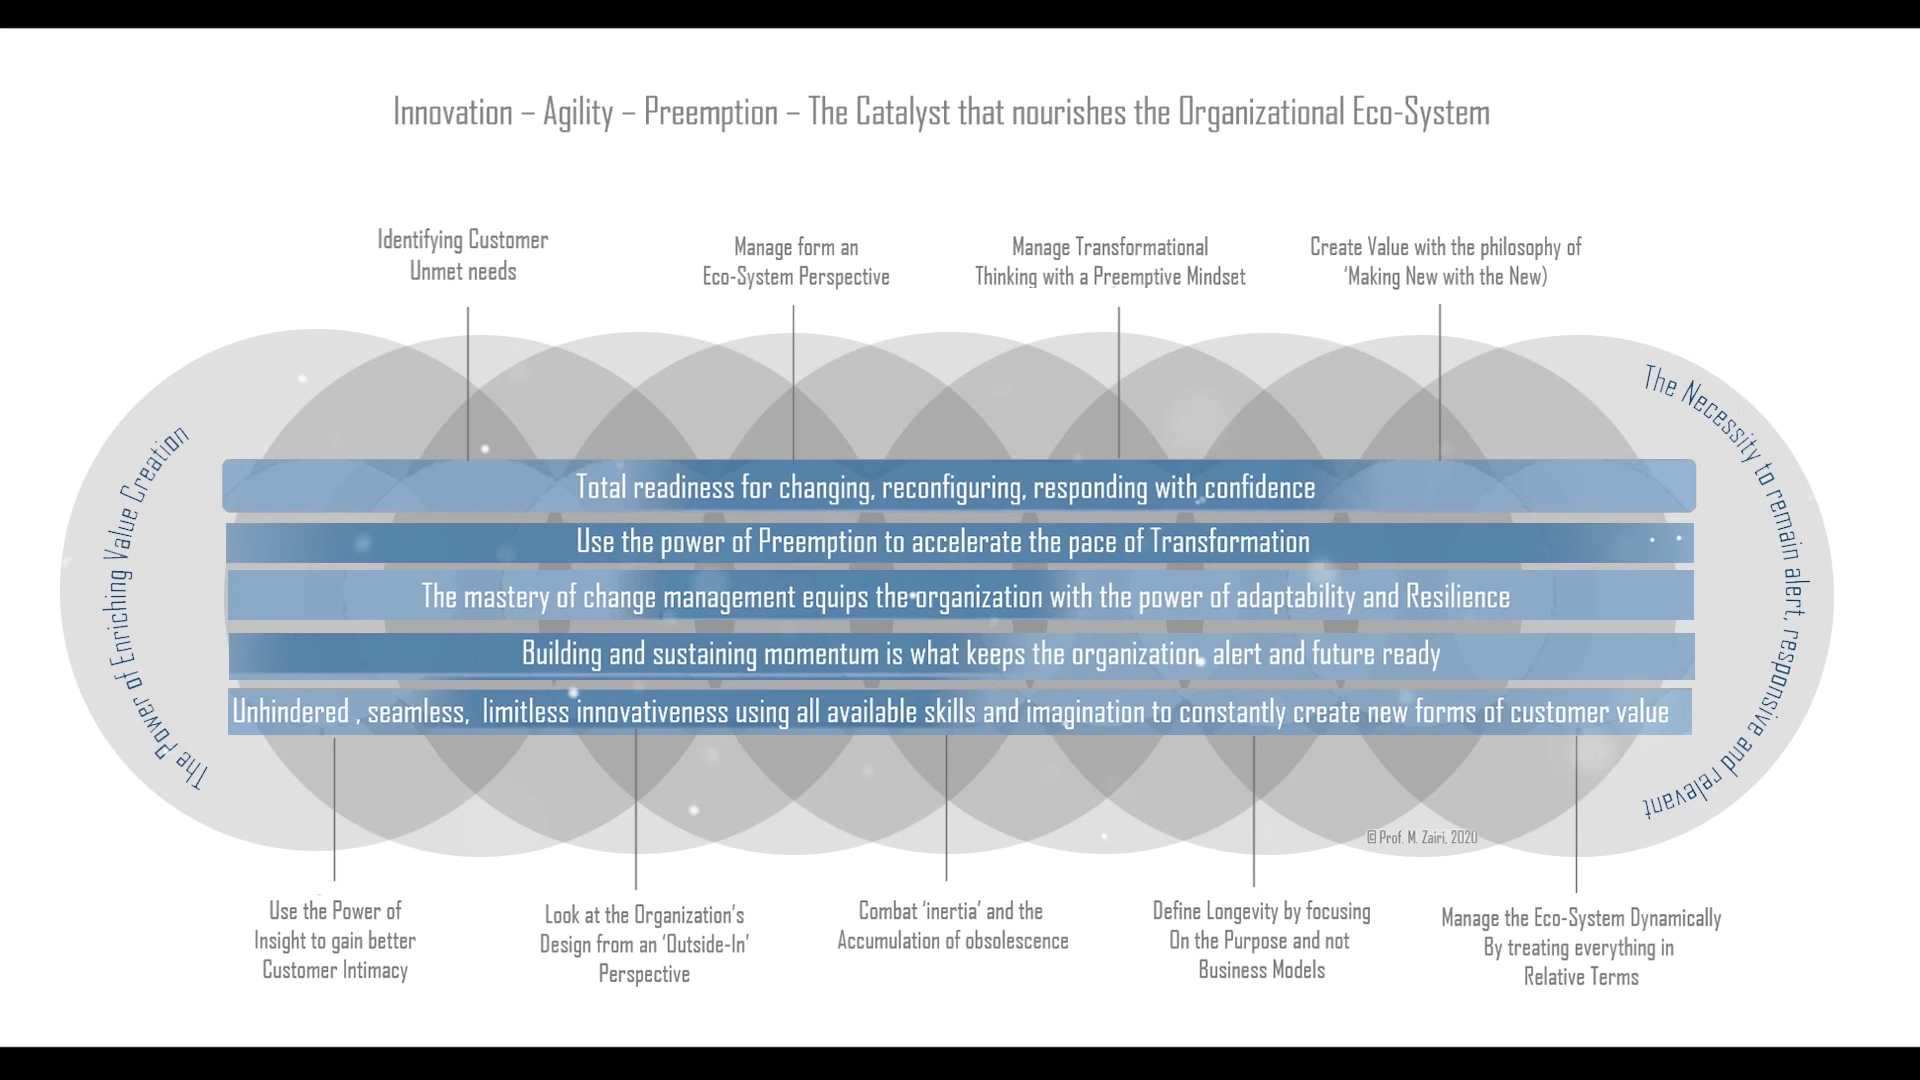 Innovation – Agility – Preemption – The Catalyst that nourishes the Organizational Eco-System
Identifying Customer
Unmet needs
Manage form an
Eco-System Perspective
Manage Transformational
Thinking with a Preemptive Mindset
Create Value with the philosophy of
‘Making New with the New)
The Power of Enriching Value Creation
The Necessity to remain alert, responsive and relevant
Total readiness for changing, reconfiguring, responding with confidence
Use the power of Preemption to accelerate the pace of Transformation
The mastery of change management equips the organization with the power of adaptability and Resilience
Building and sustaining momentum is what keeps the organization, alert and future ready
Unhindered , seamless,  limitless innovativeness using all available skills and imagination to constantly create new forms of customer value
© Prof. M. Zairi, 2020
Use the Power of
Insight to gain better
Customer Intimacy
Look at the Organization’s
Design from an ‘Outside-In’
Perspective
Combat ‘inertia’ and the
Accumulation of obsolescence
Define Longevity by focusing
On the Purpose and not
Business Models
Manage the Eco-System Dynamically
By treating everything in
Relative Terms